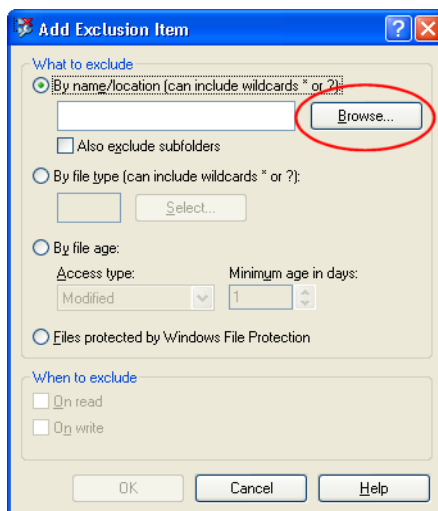 Add Exclusion Item
What to exclude
By name/location (can include wildcards * or ?):
Browse...
Also exclude subfolders
By file type (can include wildcards * or ?):
Select...
By file age:
Access type: Minimum age in days:
Modified 1
Files protected by Windows File Protection
When to exclude
On read
On write
OK Cancel Help